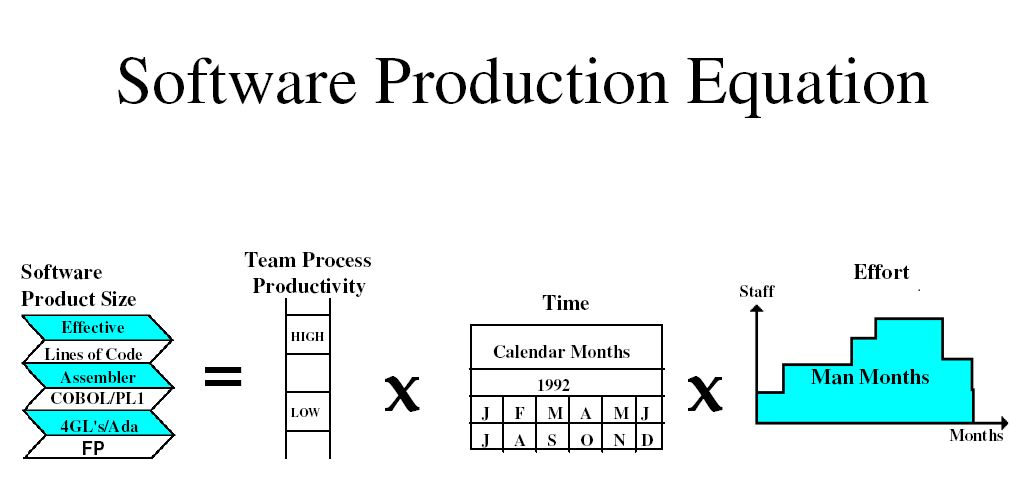 Software Production Equation
Software
Product Size
Effective
Lines of Code
Assembler
COBOL/PL1
4GL's/Ada
FP
=
Team Process
Productivity
HIGH
LOW
x
Time
Calendar Months
1992
J F M A M J
J A S O N D
x
Effort
Staff
Man Months
Months